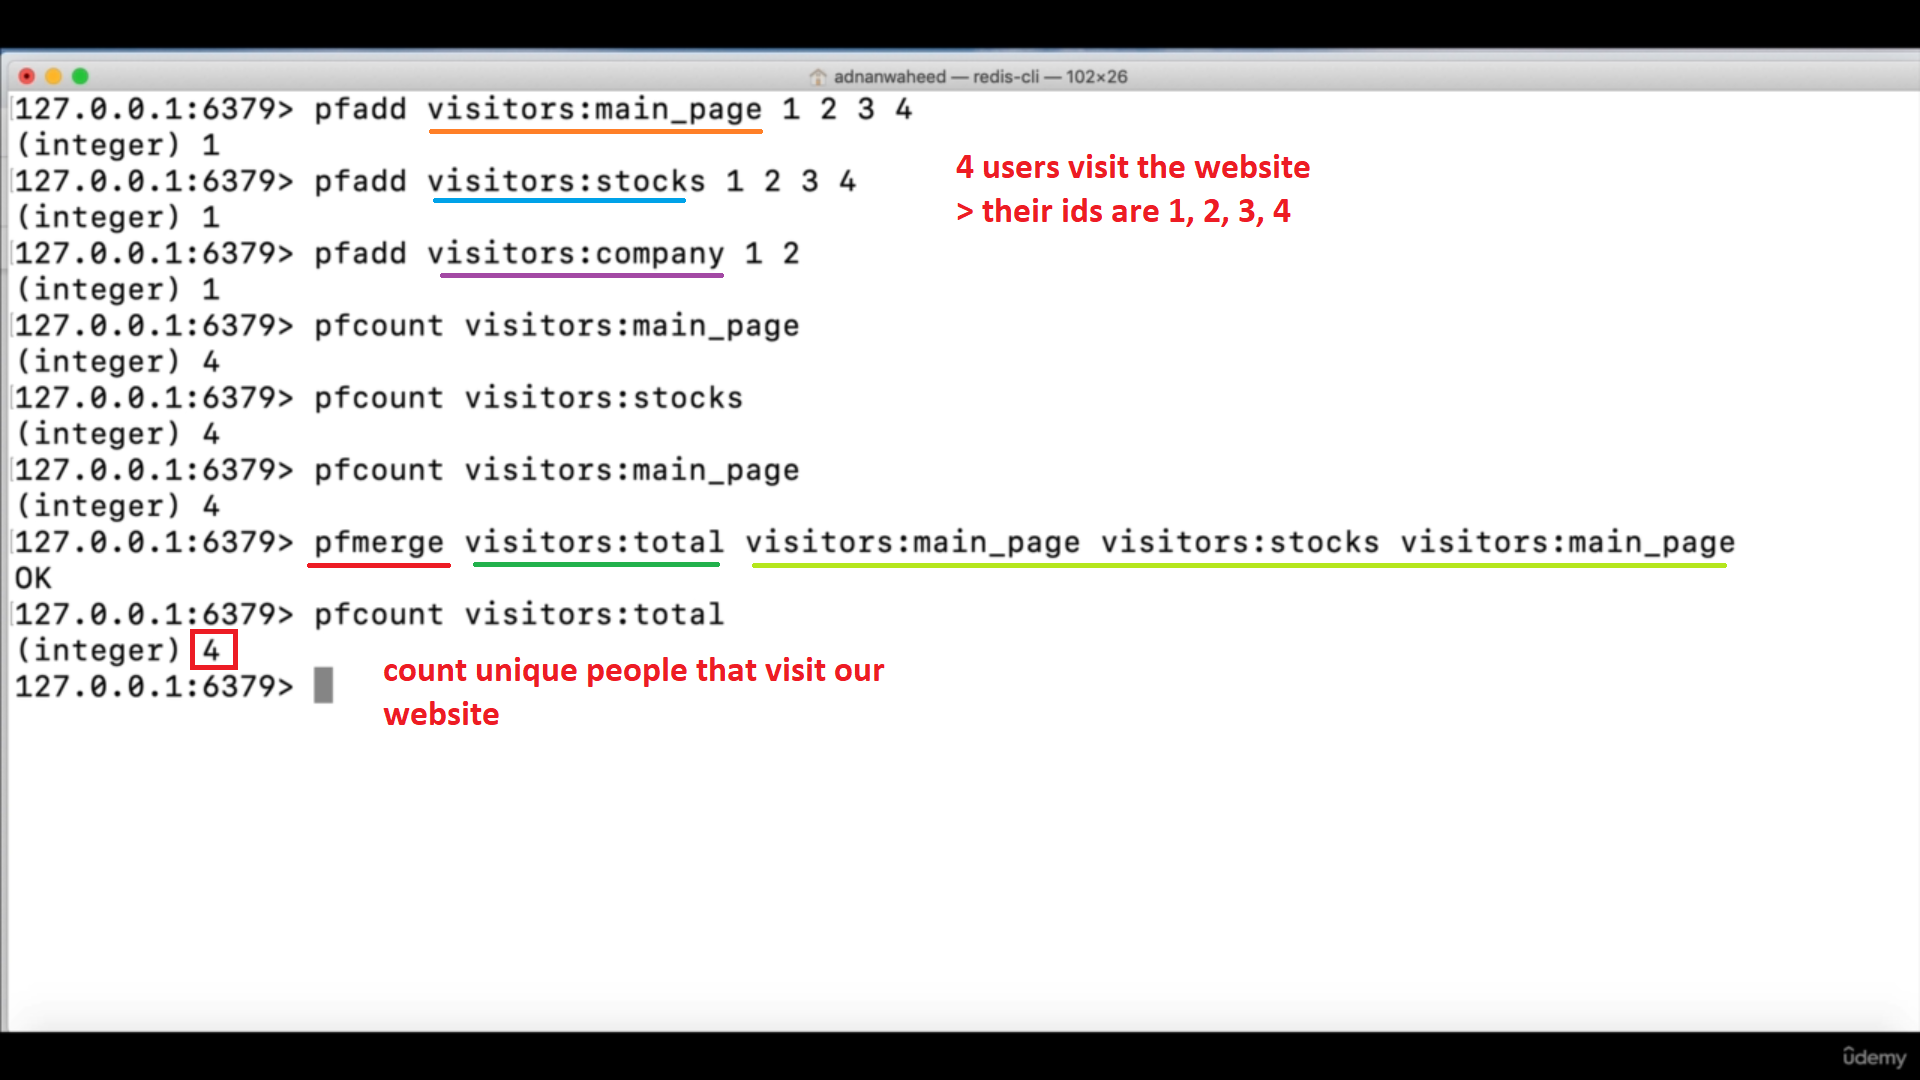 adnanwaheed — redis-cli — 102×26
127.0.0.1:6379> pfadd visitors:main_page 1 2 3 4
(integer) 1
127.0.0.1:6379> pfadd visitors:stocks 1 2 3 4
(integer) 1
127.0.0.1:6379> pfadd visitors:company 1 2
(integer) 1
127.0.0.1:6379> pfcount visitors:main_page
(integer) 4
127.0.0.1:6379> pfcount visitors:stocks
(integer) 4
127.0.0.1:6379> pfcount visitors:main_page
(integer) 4
127.0.0.1:6379> pfmerge visitors:total visitors:main_page visitors:stocks visitors:main_page
OK
127.0.0.1:6379> pfcount visitors:total
(integer) 4
127.0.0.1:6379>
4 users visit the website
> their ids are 1, 2, 3, 4
count unique people that visit our
website
ûdemy